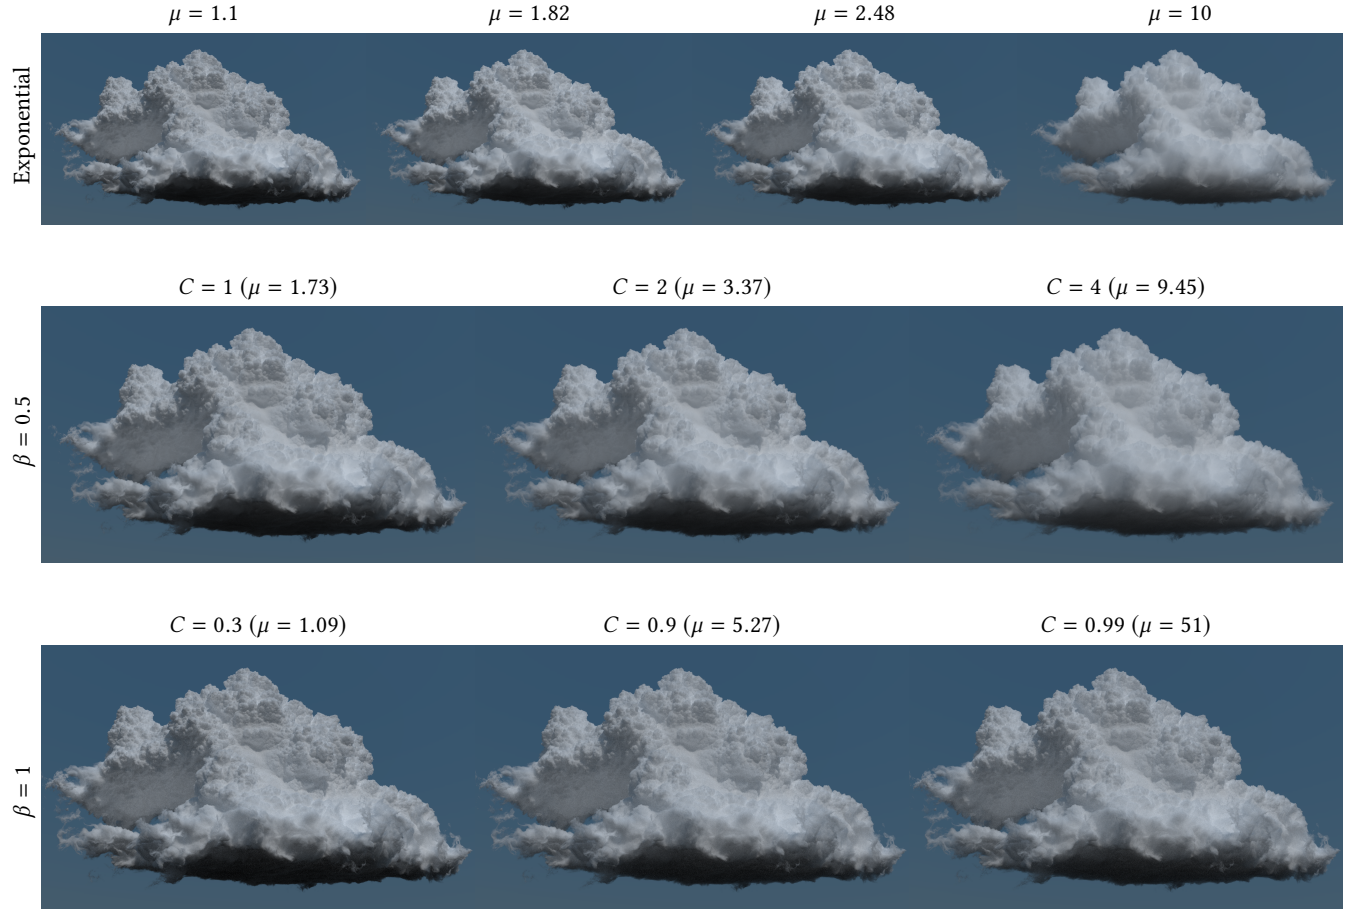 μ = 1.1 μ = 1.82 μ = 2.48 μ = 10
Exponential
C = 1 (μ = 1.73) C = 2 (μ = 3.37) C = 4 (μ = 9.45)
β = 0.5
C = 0.3 (μ = 1.09) C = 0.9 (μ = 5.27) C = 0.99 (μ = 51)
β = 1